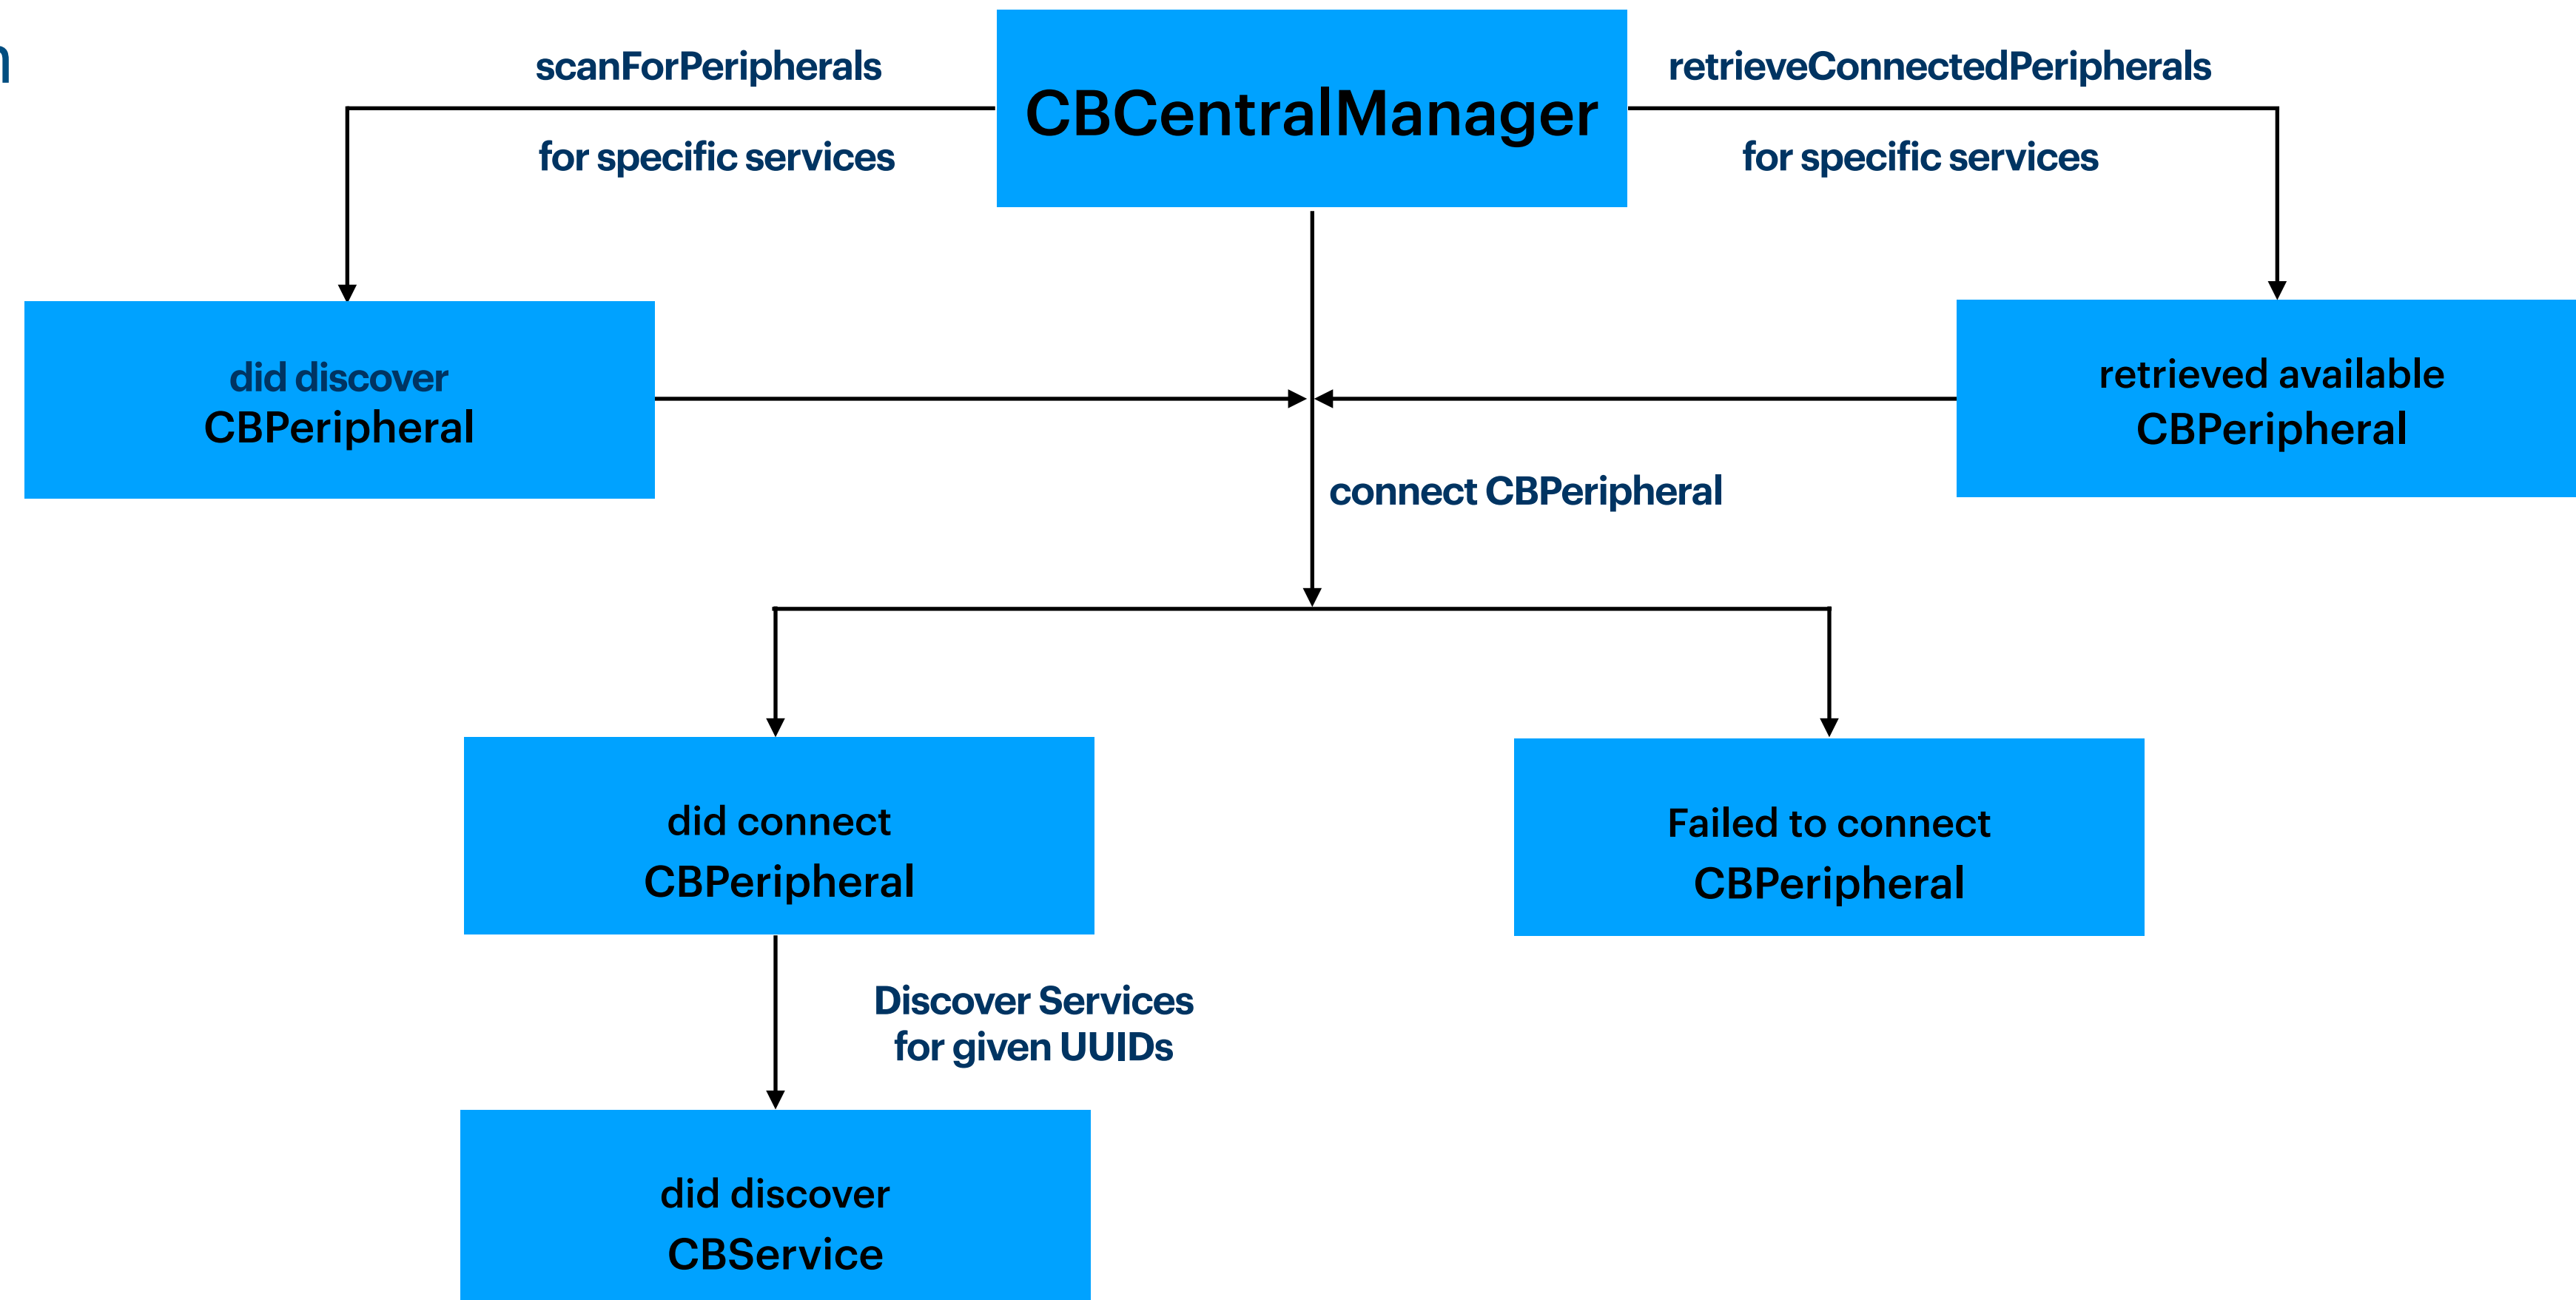 scanForPeripherals
for specific services
CBCentralManager
retrieveConnectedPeripherals
for specific services
did discover
CBPeripheral
retrieved available
CBPeripheral
connect CBPeripheral
did connect
CBPeripheral
Failed to connect
CBPeripheral
Discover Services
for given UUIDs
did discover
CBService